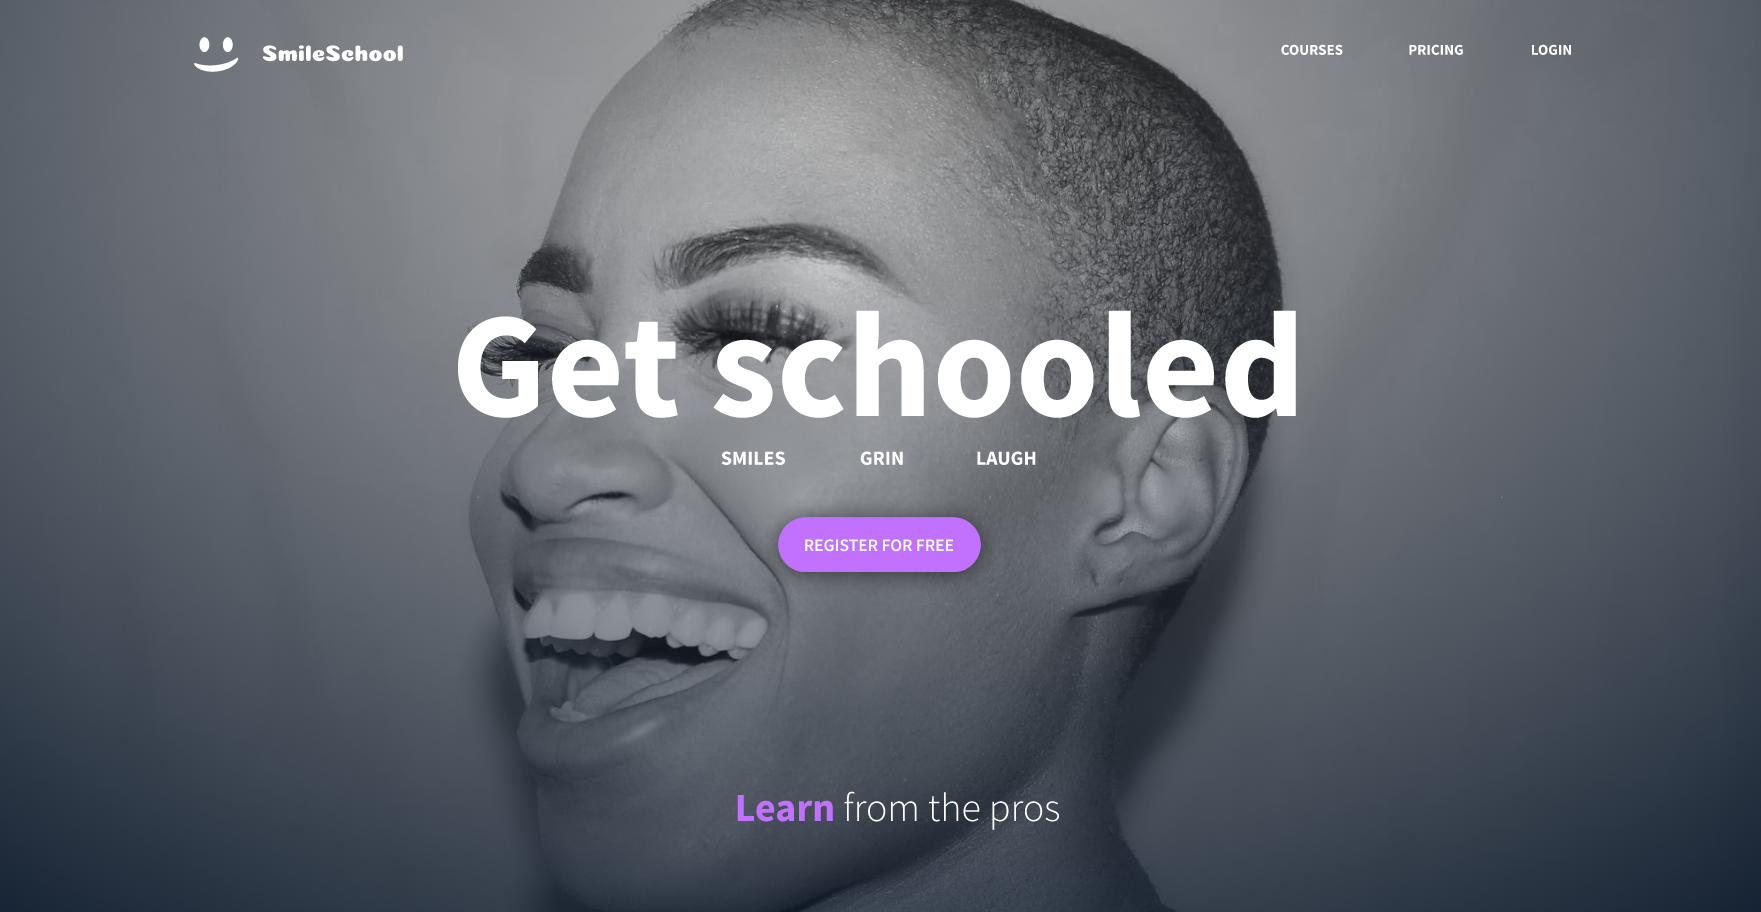 SmileSchool
COURSES PRICING LOGIN
Get schooled
SMILES GRIN LAUGH
REGISTER FOR FREE
Learn from the pros